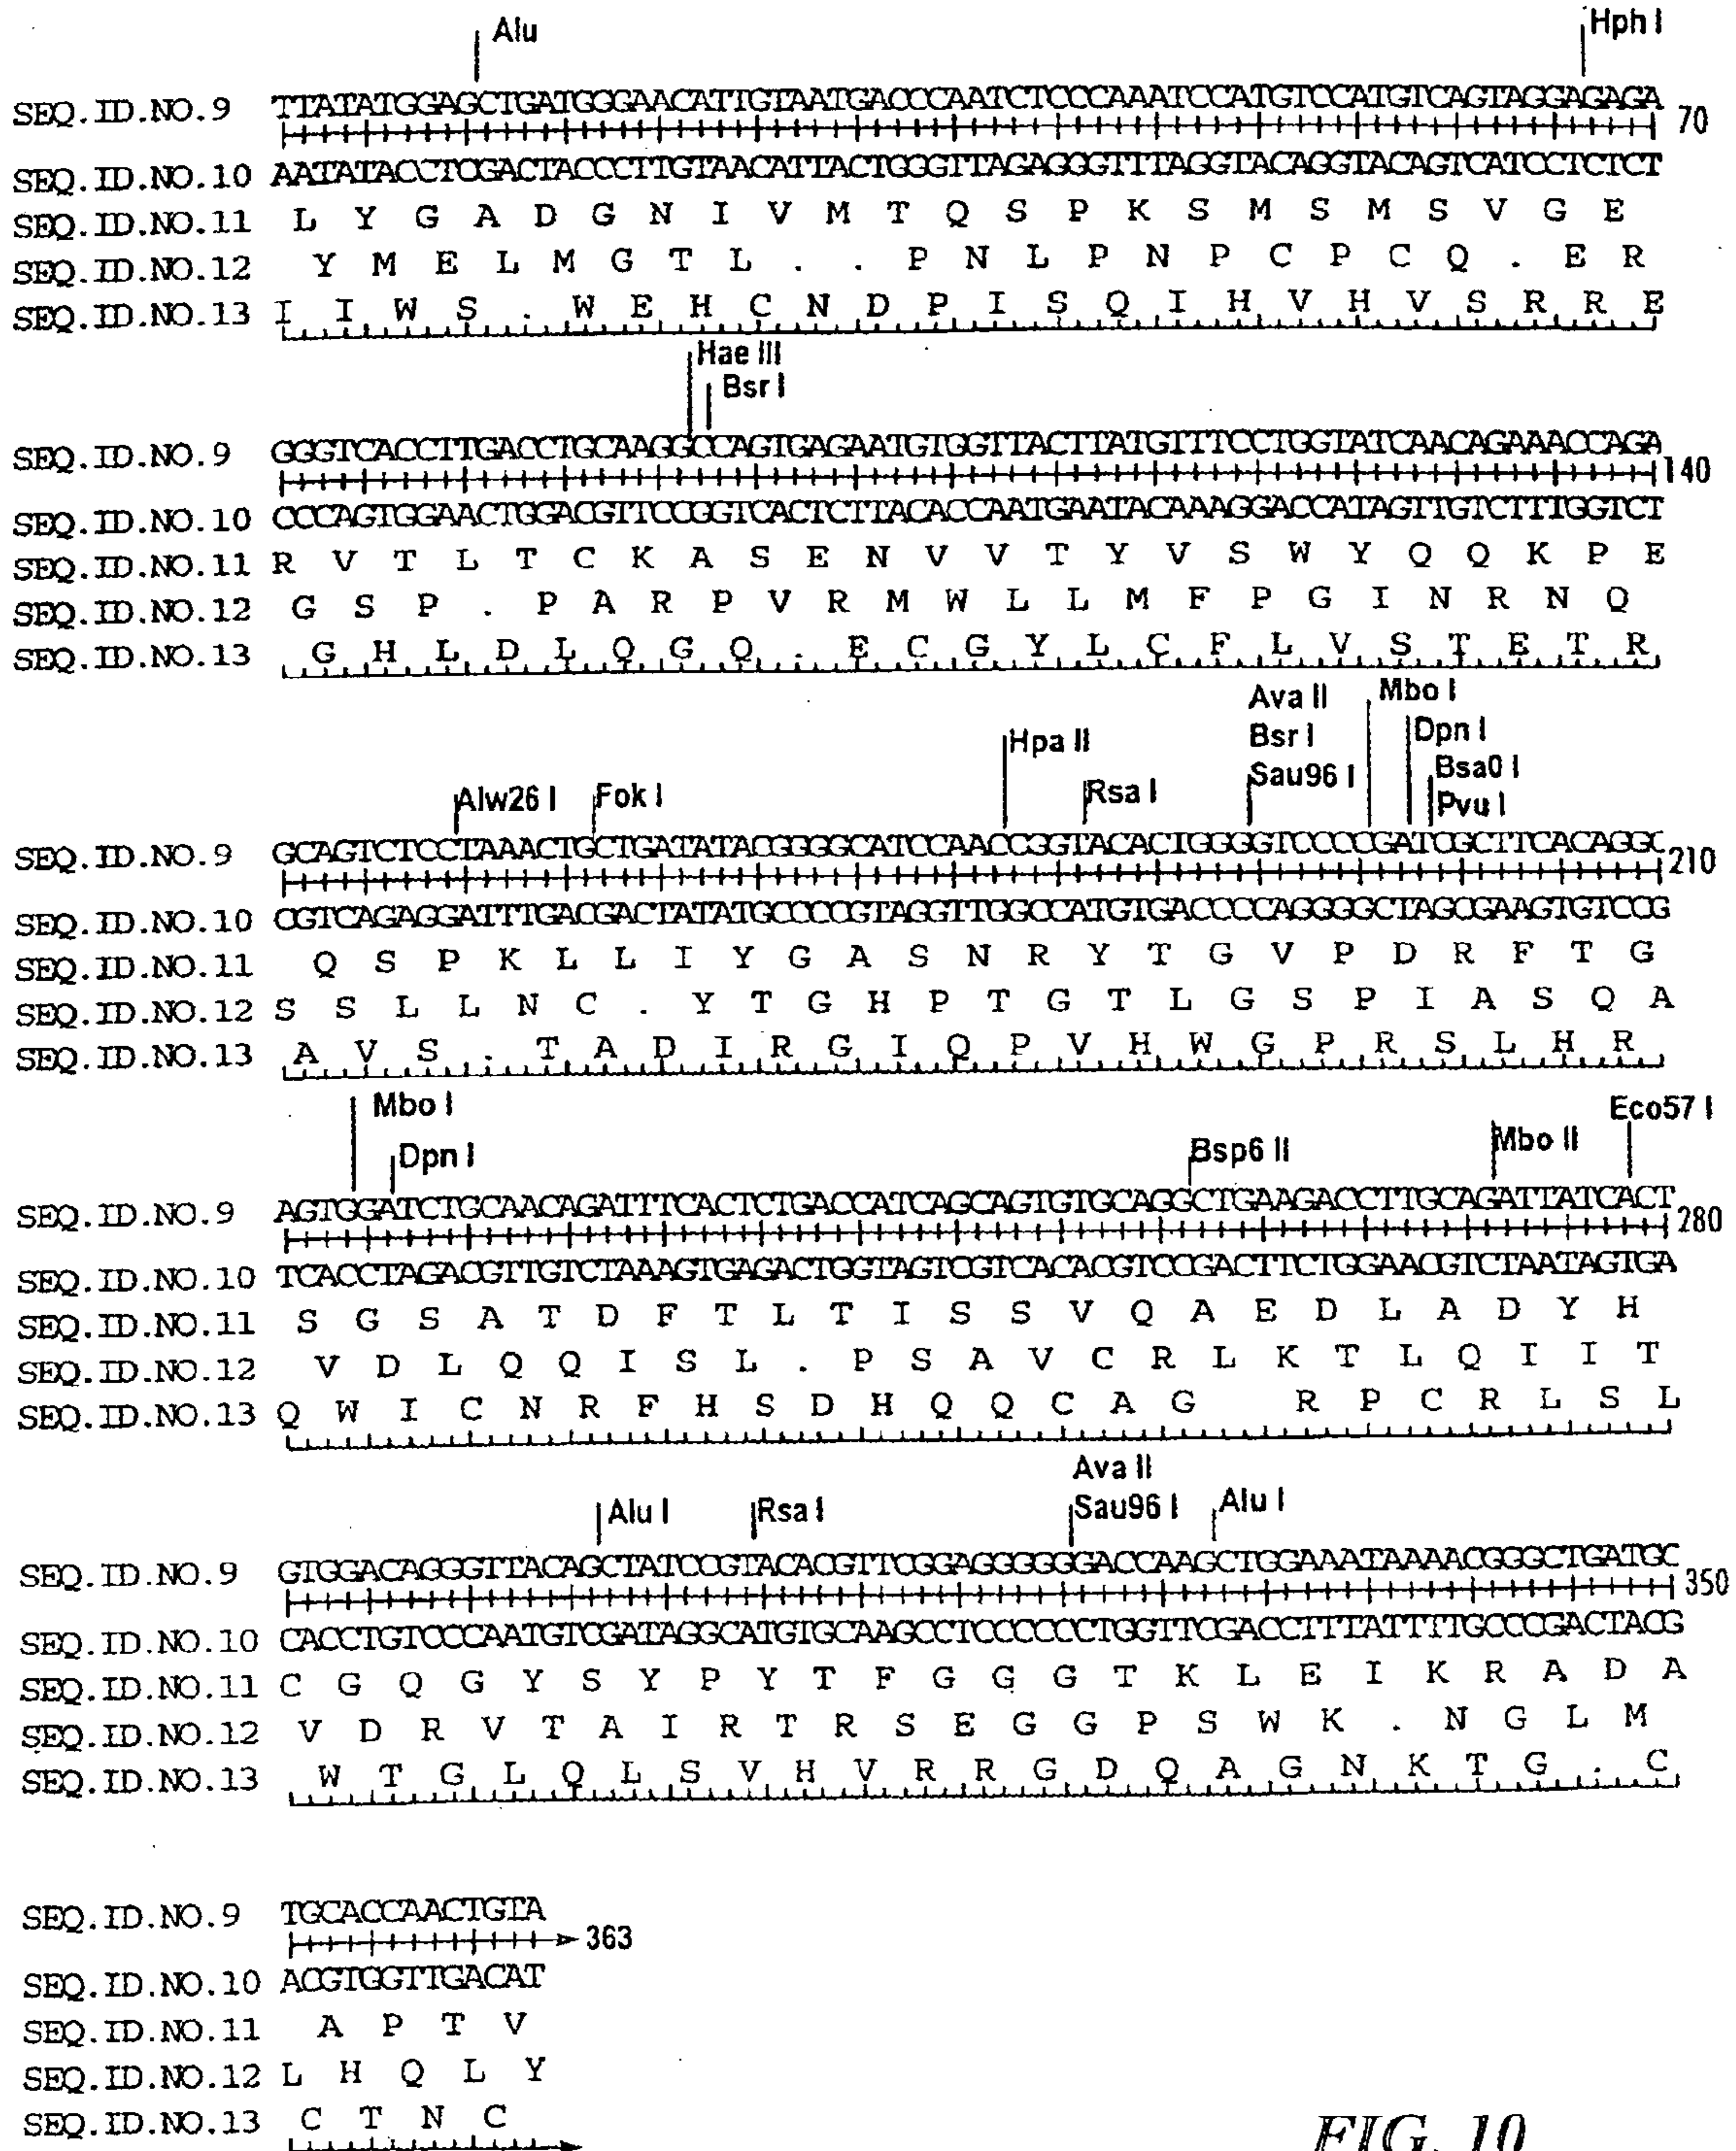 Alu
Hph I
SEQ.ID.NO.9 TTATATGGAGCTGATGGGAACATTGTAATGACCCAATCTCCCAAATCCATGTCCATGTCAGTAGGAGAGA
70
SEQ.ID.NO.10 AATATACCTCGACTACCCTTGTAACATTACTGGGTTAGAGGGTTTAGGTACAGGTACAGTCATCCTCTCT
SEQ.ID.NO.11 L Y G A D G N I V M T Q S P K S M S M S V G E
SEQ.ID.NO.12 Y M E L M G T L . . P N L P N P C P C Q . E R
SEQ.ID.NO.13 I I W S . W E H C N D P I S Q I H V H V S R R E
Hae III
Bsr I
SEQ.ID.NO.9 GGGTCACCTTGACCTGCAAGGCCAGTGAGAATGTGGTTACTTATGTTTCCTGGTATCAACAGAAACCAGA
140
SEQ.ID.NO.10 CCCAGTGGAACTGGACGTTCCGGTCACTCTTACACCAATGAATACAAAGGACCATAGTTGTCTTTGGTCT
SEQ.ID.NO.11 R V T L T C K A S E N V V T Y V S W Y Q Q K P E
SEQ.ID.NO.12 G S P . P A R P V R M W L L M F P G I N R N Q
SEQ.ID.NO.13 G H L D L Q G Q . E C G Y L C F L V S T E T R
Ava II Mbo I
Hpa II Bsr I Dpn I
Alw26 I Fok I Rsa I Sau96 I BsaO I
Pvu I
SEQ.ID.NO.9 GCAGTCTCCTAAACTGCTGATATACGGGGCATCCAACCGGTACACTGGGGTCCCCGATCGCTTCACAGGC
210
SEQ.ID.NO.10 CGTCAGAGGATTTGACGACTATATGCCCCGTAGGTTGGCCATGTGACCCCAGGGGCTAGCGAAGTGTCCG
SEQ.ID.NO.11 Q S P K L L I Y G A S N R Y T G V P D R F T G
SEQ.ID.NO.12 S S L L N C . Y T G H P T G T L G S P I A S Q A
SEQ.ID.NO.13 A V S . T A D I R G I Q P V H W G P R S L H R
Mbo I Eco57 I
Dpn I Bsp6 II Mbo II
SEQ.ID.NO.9 AGTGGATCTGCAACAGATTTCACTCTGACCATCAGCAGTGTGCAGGCTGAAGACCTTGCAGATTATCACT
280
SEQ.ID.NO.10 TCACCTAGACGTTGTCTAAAGTGAGACTGGTAGTCGTCACACGTCCGACTTCTGGAACGTCTAATAGTGA
SEQ.ID.NO.11 S G S A T D F T L T I S S V Q A E D L A D Y H
SEQ.ID.NO.12 V D L Q Q I S L . P S A V C R L K T L Q I I T
SEQ.ID.NO.13 Q W I C N R F H S D H Q Q C A G R P C R L S L
Ava II
Alu I Rsa I Sau96 I Alu I
SEQ.ID.NO.9 GTGGACAGGGTTACAGCTATCCGTACACGTTCGGAGGGGGGACCAAGCTGGAAATAAAACGGGCTGATGC
350
SEQ.ID.NO.10 CACCTGTCCCAATGTCGATAGGCATGTGCAAGCCTCCCCCCTGGTTCGACCTTTATTTTGCCCGACTACG
SEQ.ID.NO.11 C G Q G Y S Y P Y T F G G G T K L E I K R A D A
SEQ.ID.NO.12 V D R V T A I R T R S E G G P S W K . N G L M
SEQ.ID.NO.13 W T G L Q L S V H V R R G D Q A G N K T G . C
SEQ.ID.NO.9 TGCACCAACTGTA
363
SEQ.ID.NO.10 ACGTGGTTGACAT
SEQ.ID.NO.11 A P T V
SEQ.ID.NO.12 L H Q L Y
SEQ.ID.NO.13 C T N C
FIG. 10